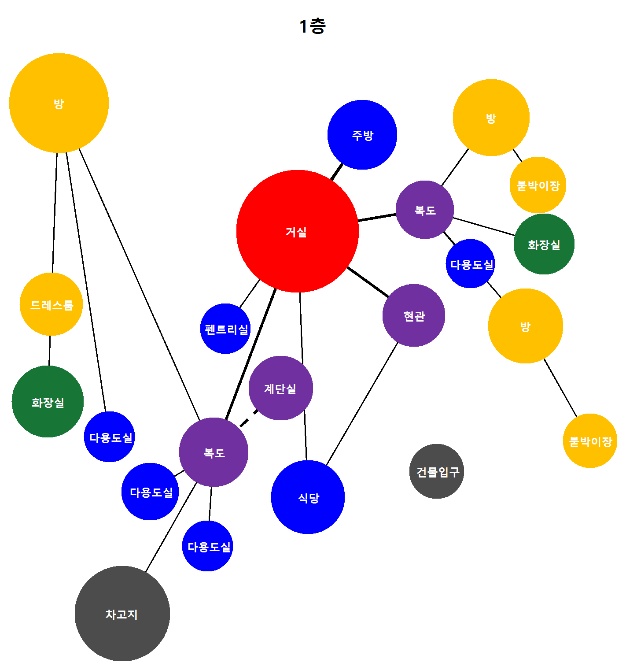 1층
방
방
주방
붙박이장
복도
거실
화장실
다용도실
드레스룸
현관
방
펜트리실
계단실
화장실
다용도실
붙박이장
복도
건물입구
다용도실
식당
다용도실
차고지